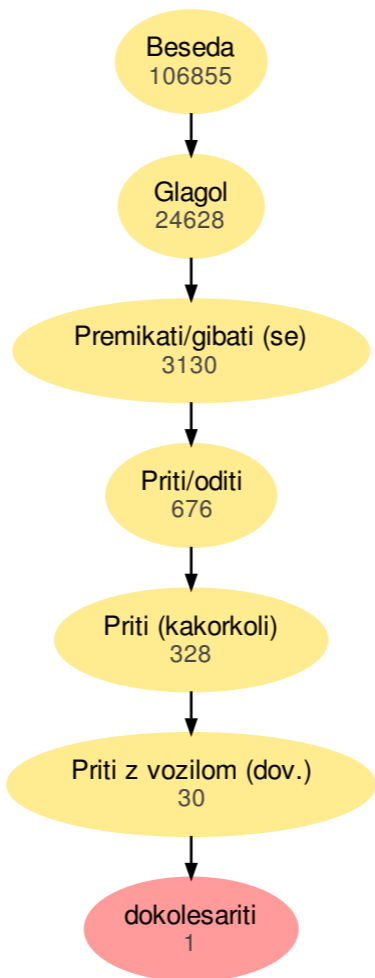 Beseda
106855
Glagol
24628
Premikati/gibati (se)
3130
Priti/oditi
676
Priti (kakorkoli)
328
Priti z vozilom (dov.)
30
dokolesariti
1